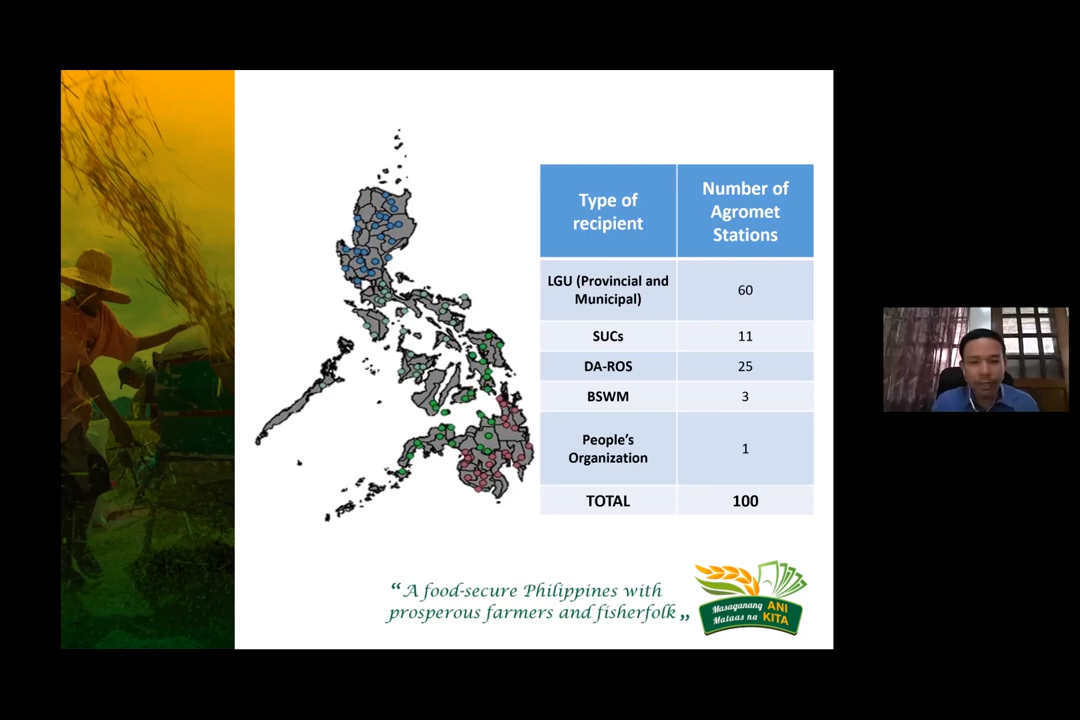 Type of
recipient
Number of
Agromet
Stations
LGU (Provincial and
Municipal)
60
SUCs
11
DA-ROS
25
BSWM
3
People’s
Organization
1
TOTAL
100
“ A food-secure Philippines with
prosperous farmers and fisherfolk „
Masaganang ANI
Mataas na KITA